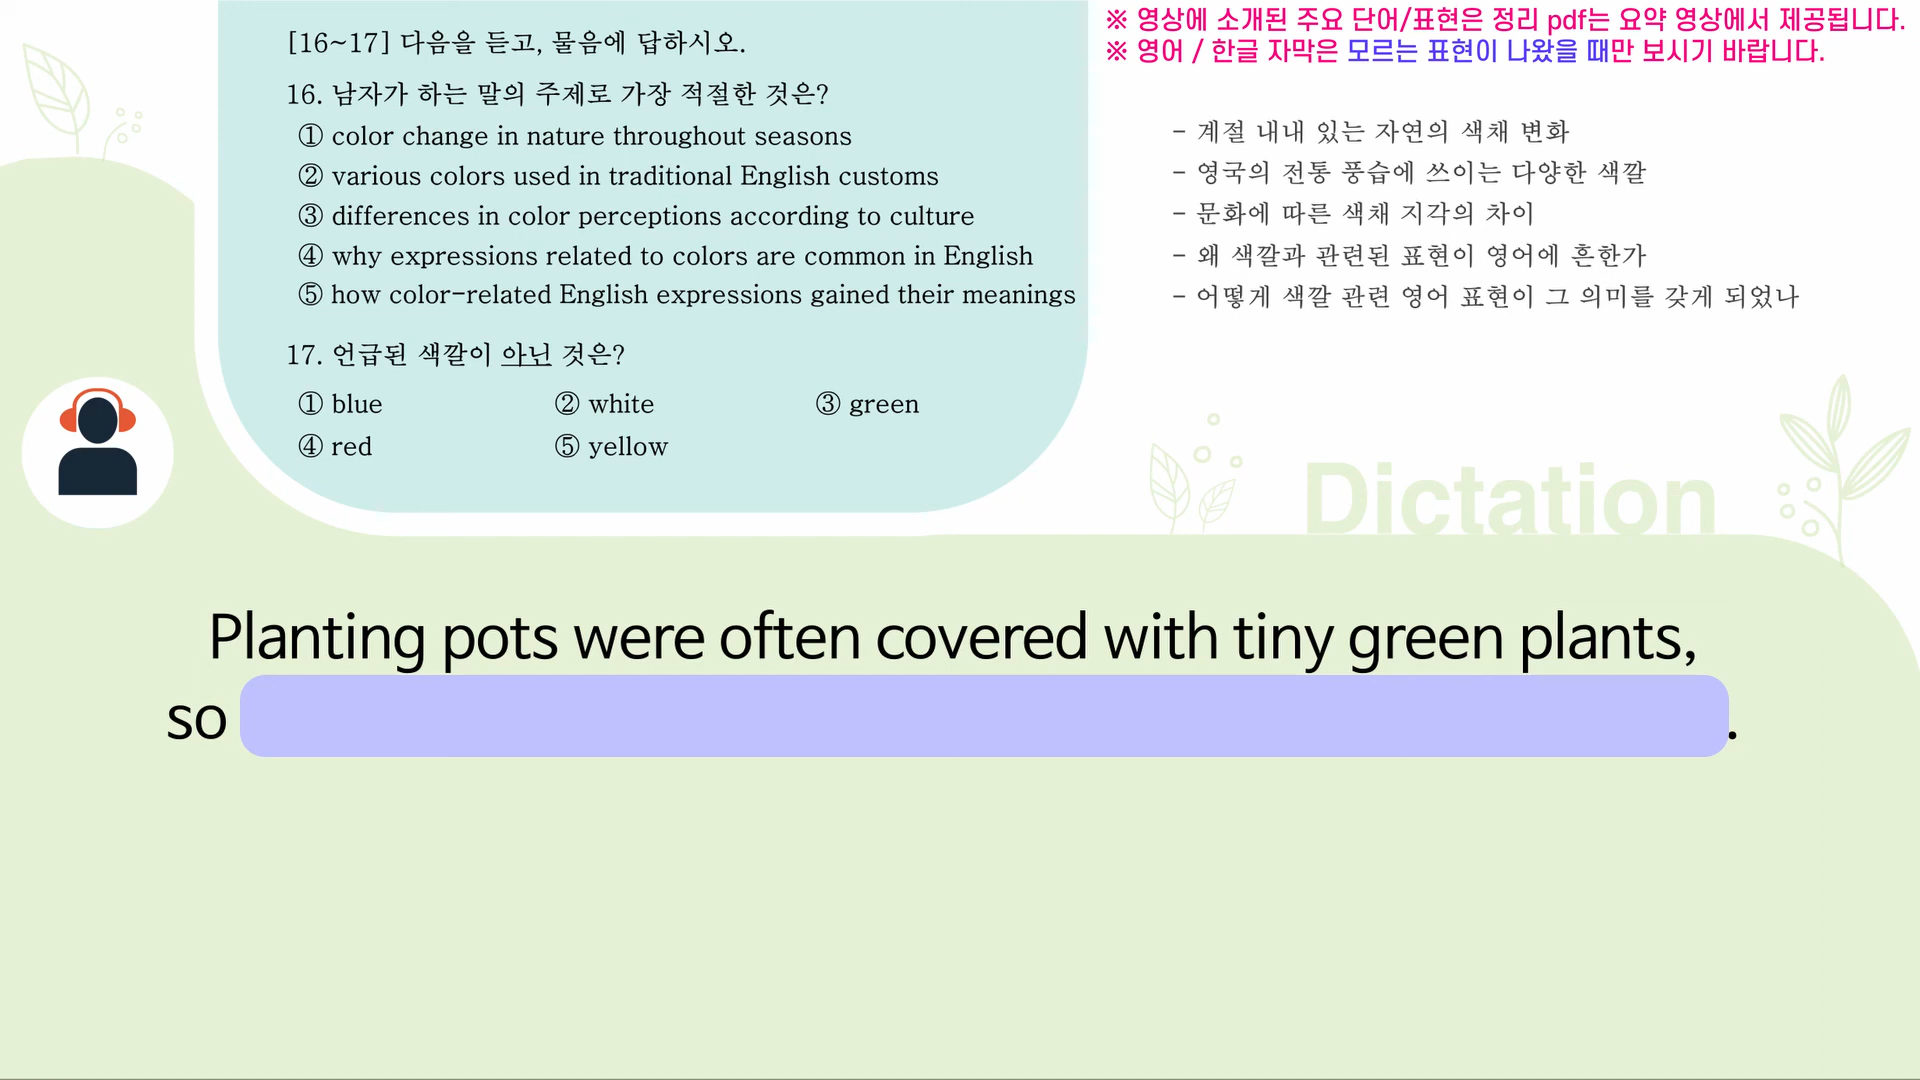 ※ 영상에 소개된 주요 단어/표현은 정리 pdf는 요약 영상에서 제공됩니다.
※ 영어 / 한글 자막은 모르는 표현이 나왔을 때만 보시기 바랍니다.
[16~17] 다음을 듣고, 물음에 답하시오.
16. 남자가 하는 말의 주제로 가장 적절한 것은?
① color change in nature throughout seasons
② various colors used in traditional English customs
③ differences in color perceptions according to culture
④ why expressions related to colors are common in English
⑤ how color-related English expressions gained their meanings
- 계절 내내 있는 자연의 색채 변화
- 영국의 전통 풍습에 쓰이는 다양한 색깔
- 문화에 따른 색채 지각의 차이
- 왜 색깔과 관련된 표현이 영어에 흔한가
- 어떻게 색깔 관련 영어 표현이 그 의미를 갖게 되었나
17. 언급된 색깔이 아닌 것은?
① blue ② white ③ green
④ red ⑤ yellow
Dictation
Planting pots were often covered with tiny green plants,
so .